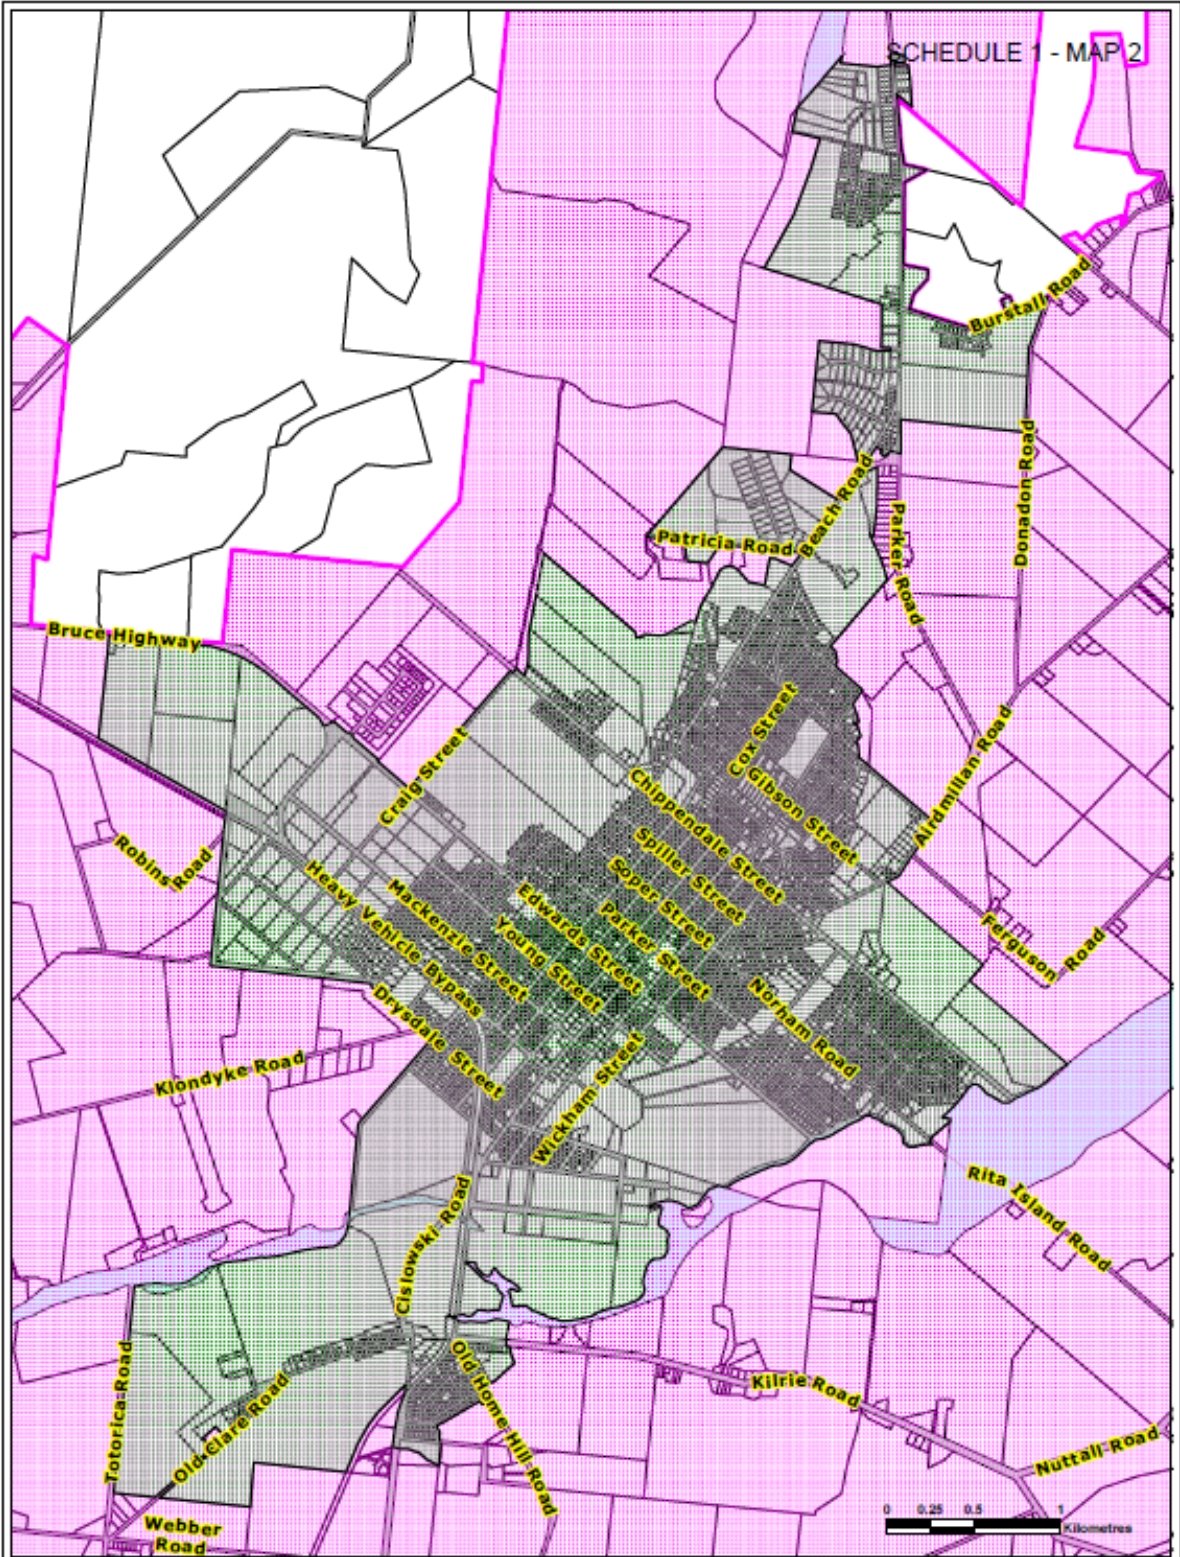 SCHEDULE 1 - MAP 2
Burstall Road
Donadon Road
Beach Road
Patricia Road
Parker Road
Bruce Highway
Cox Street
Craig Street
Gibson Street
Airdmillan Road
Chippendale Street
Spiller Street
Robins Road
Soper Street
Heavy Vehicle Bypass
Mackenzie Street
Edwards Street
Parker Street
Young Street
Ferguson Road
Norham Road
Drysdale Street
Klondyke Road
Wickham Street
Rita Island Road
Cislowski Road
Totorica Road
Old Clare Road
Old Home Hill Road
Kilrie Road
Nuttall Road
Webber
Road
0 0.25 0.5 1
Kilometres